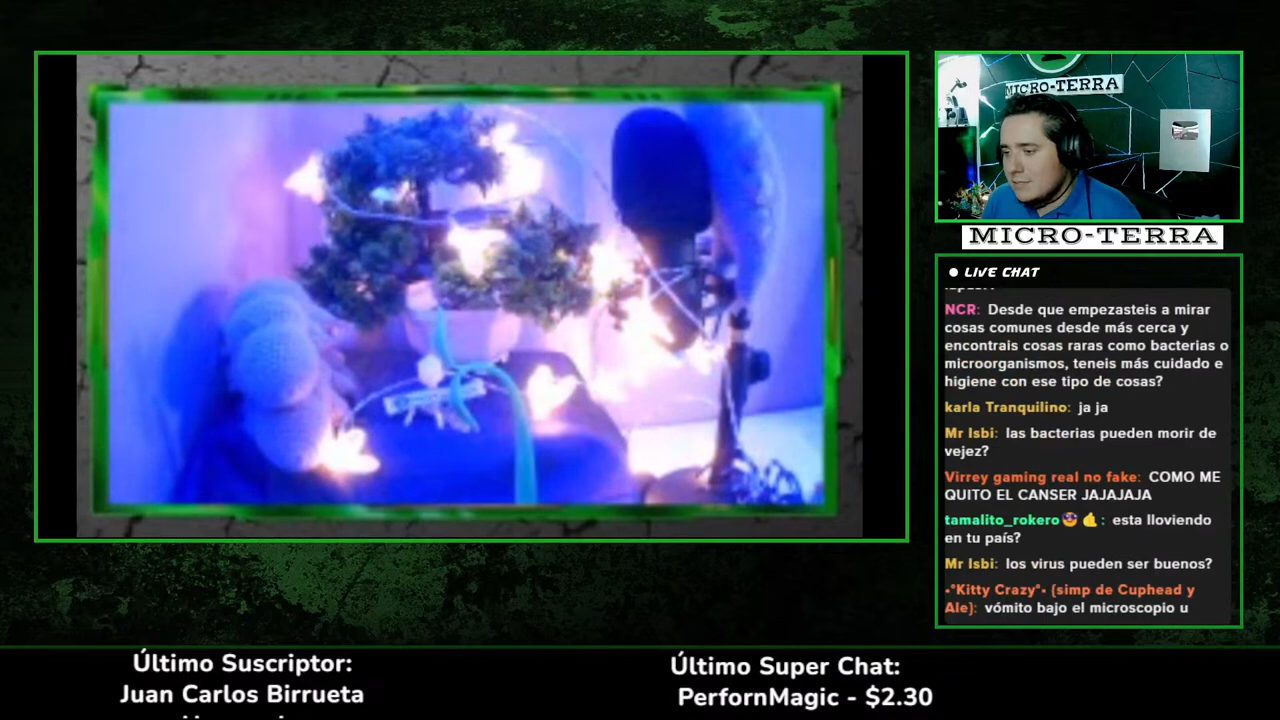 MICRO-TERRA
MICRO-TERRA
LIVE CHAT
NCR: Desde que empezasteis a mirar
cosas comunes desde más cerca y
encontrais cosas raras como bacterias o
microorganismos, teneis más cuidado e
higiene con ese tipo de cosas?
karla Tranquilino: ja ja
Mr Isbi: las bacterias pueden morir de
vejez?
Virrey gaming real no fake: COMO ME
QUITO EL CANSER JAJAJAJA
tamalito_rokero😎🤙: esta lloviendo
en tu país?
Mr Isbi: los virus pueden ser buenos?
•°Kitty Crazy°• (simp de Cuphead y
Ale): vómito bajo el microscopio u
Último Suscriptor:
Juan Carlos Birrueta
Último Super Chat:
PerfornMagic - $2.30